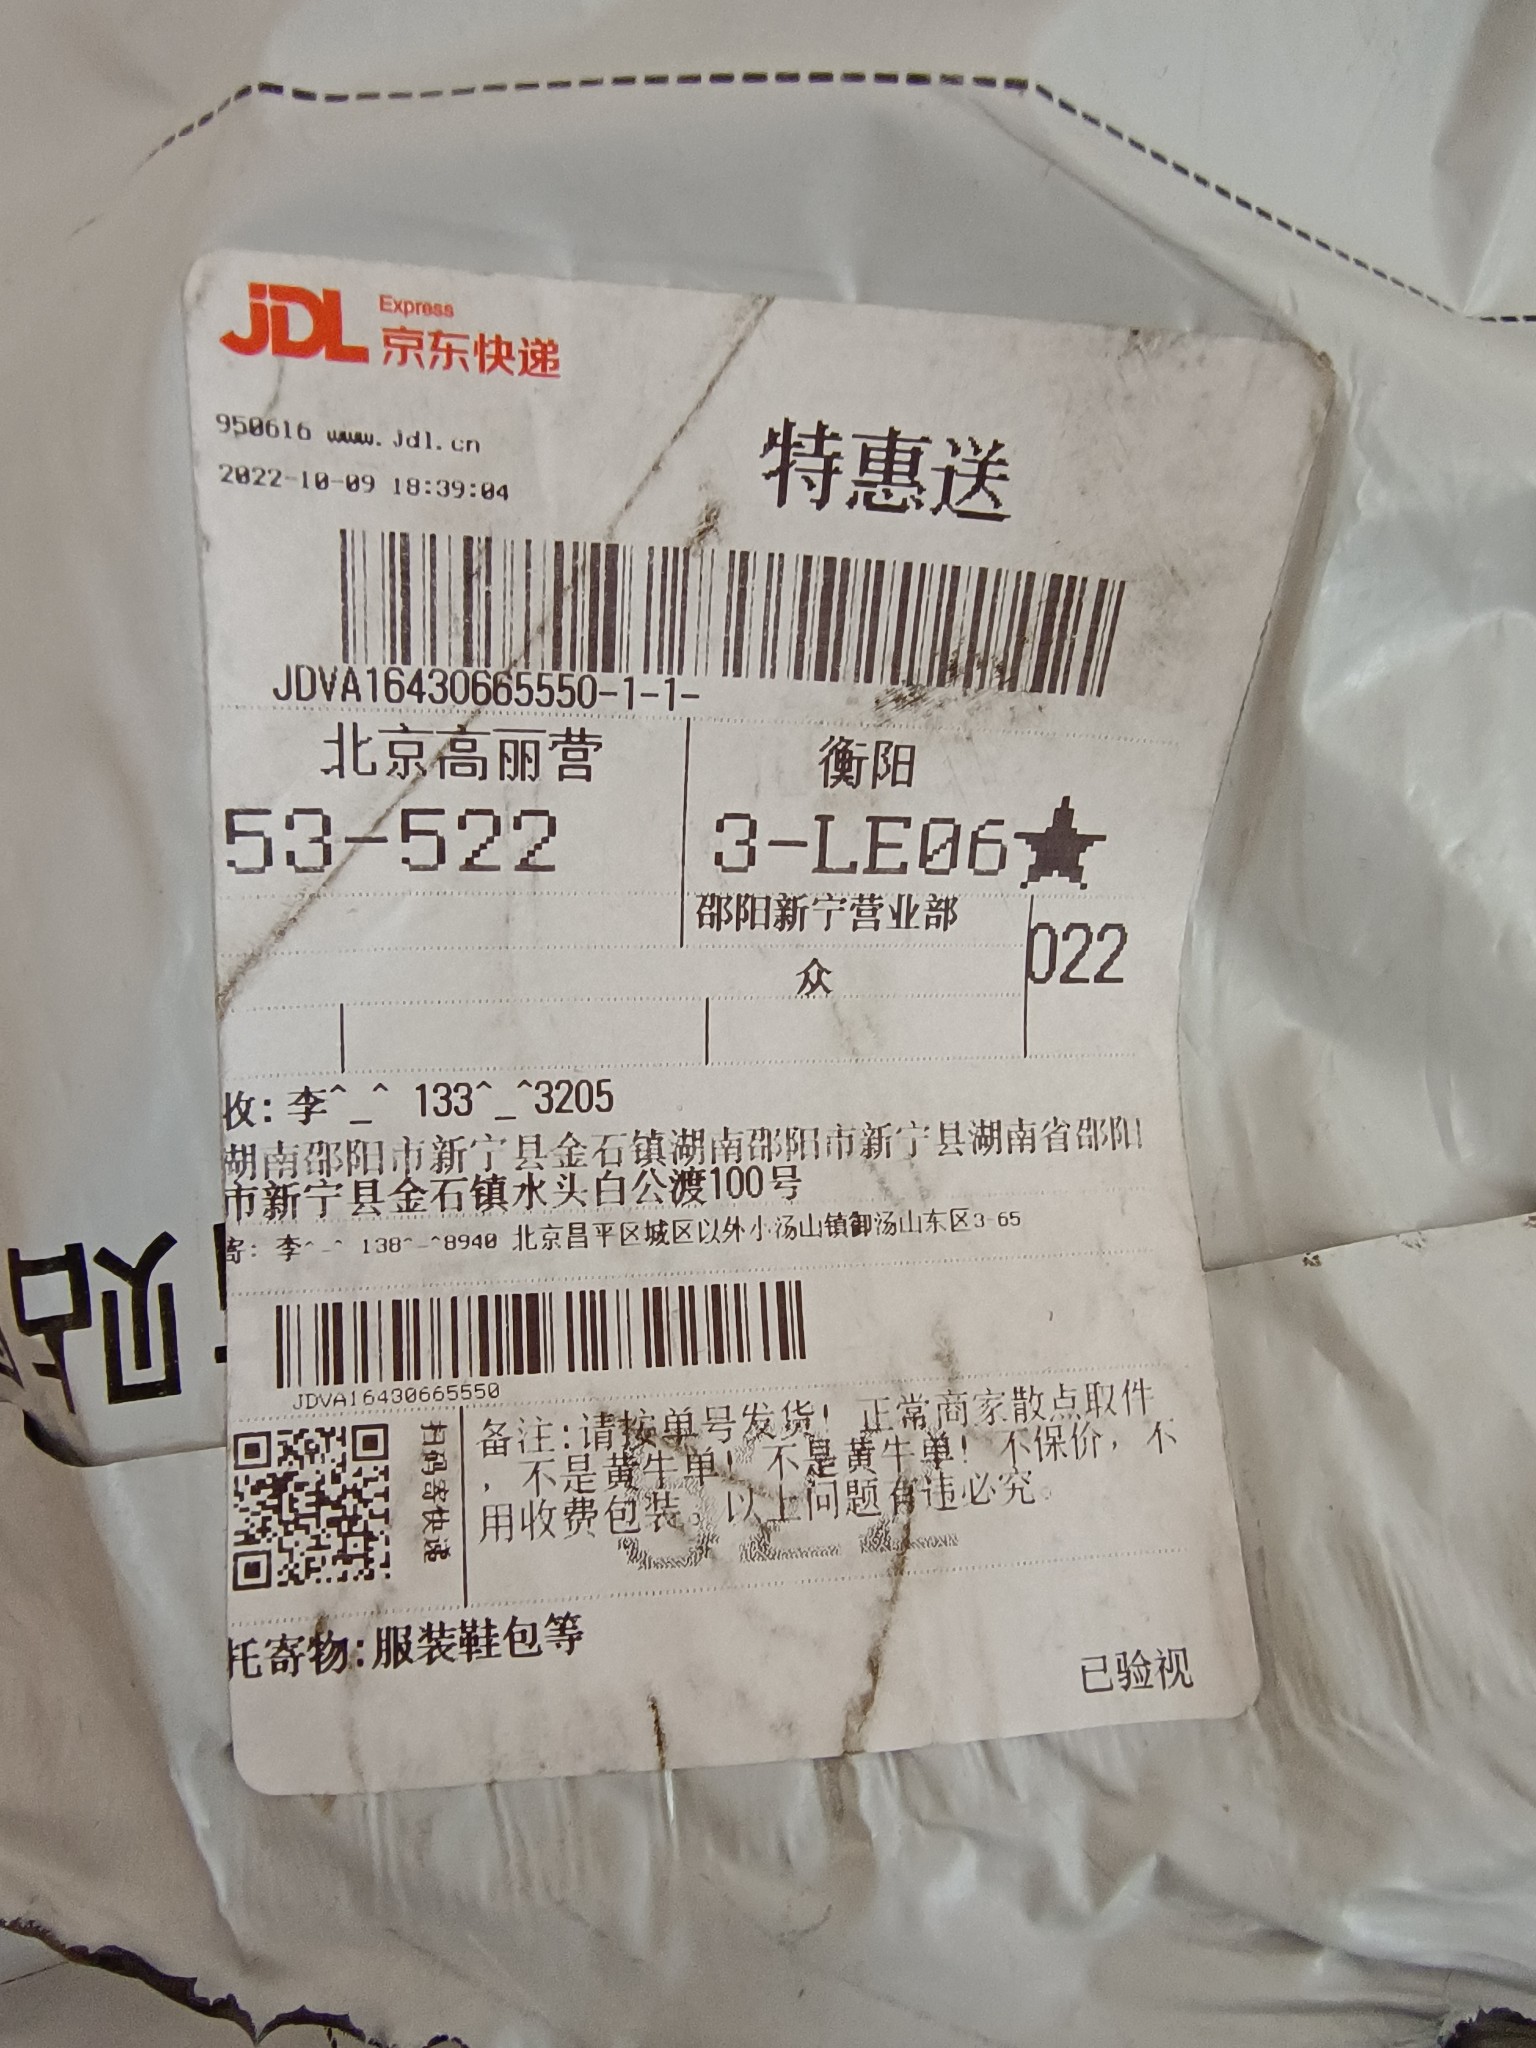 JDL Express
京东快递
950616 www.jdl.cn
2022-10-09 18:39:04
特惠送
JDVA16430665550-1-1-
北京高丽营
衡阳
53-522
3-LE06★
邵阳新宁营业部
022
众
收: 李^_^ 133^_^3205
湖南邵阳市新宁县金石镇湖南邵阳市新宁县湖南省邵阳
市新宁县金石镇水头白公渡100号
寄: 李^_^ 138^_^8940 北京昌平区城区以外小汤山镇御汤山东区3-65
JDVA16430665550
扫码寄快递
备注:请按单号发货! 正常商家散点取件
, 不是黄牛单! 不是黄牛单! 不保价, 不
用收费包装。以上问题有违必究。
托寄物:服装鞋包等
已验视